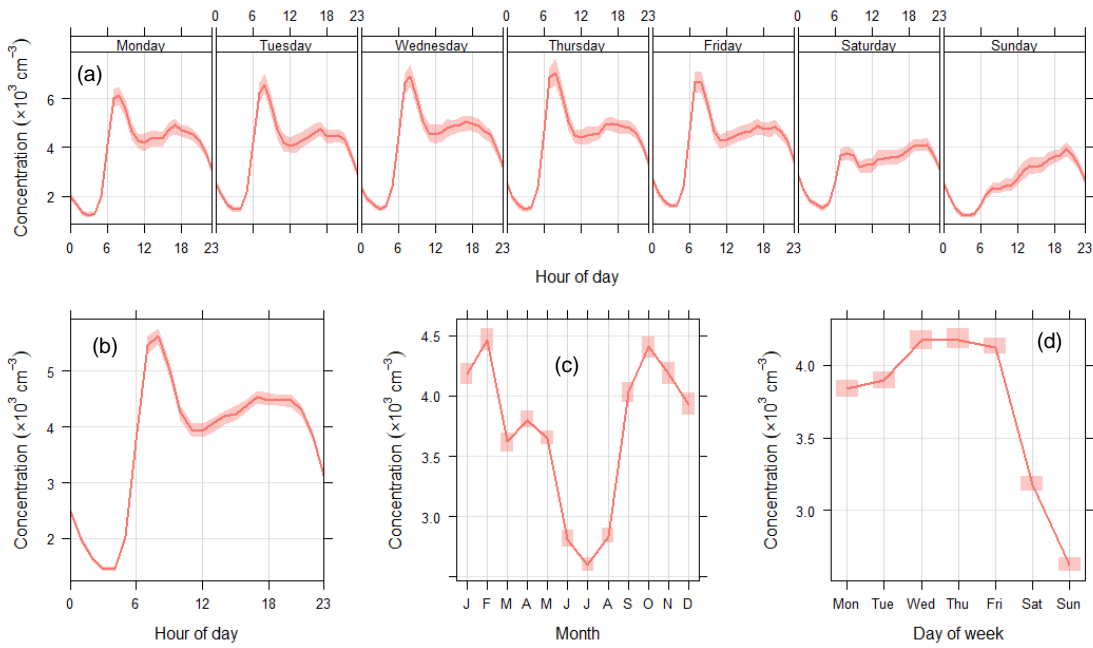 0 6 12 18 23 0 6 12 18 23 0 6 12 18 23
Monday Tuesday Wednesday Thursday Friday Saturday Sunday
(a)
Concentration (×10³ cm⁻³)
6
4
2
0 6 12 18 23 0 6 12 18 23 0 6 12 18 23 0 6 12 18 23
Hour of day
(b)
Concentration (×10³ cm⁻³)
5
4
3
2
0 6 12 18 23
Hour of day
(c)
Concentration (×10³ cm⁻³)
4.5
4.0
3.5
3.0
J F M A M J J A S O N D
Month
(d)
Concentration (×10³ cm⁻³)
4.0
3.5
3.0
Mon Tue Wed Thu Fri Sat Sun
Day of week